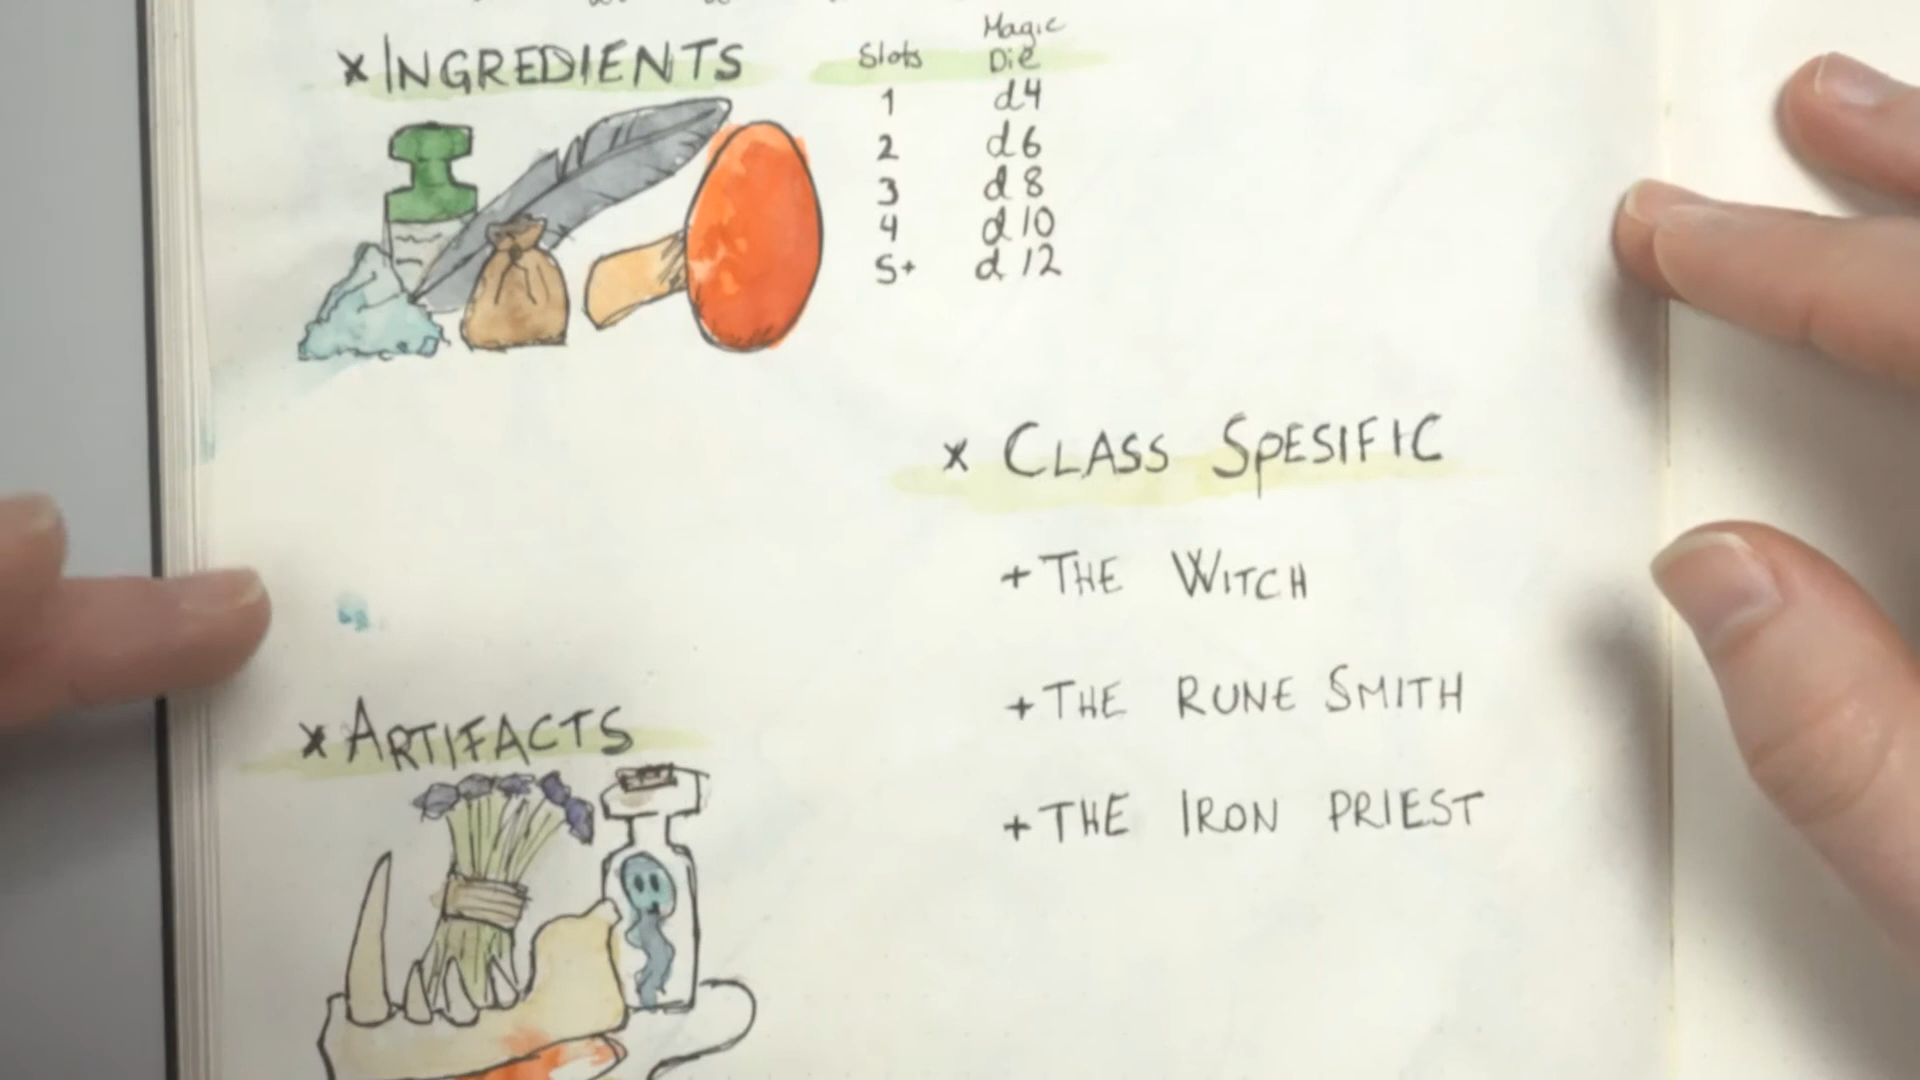 x INGREDIENTS
Slots Magic Die
1 d4
2 d6
3 d8
4 d10
5+ d12
x CLASS SPESIFIC
+ THE WITCH
+ THE RUNE SMITH
+ THE IRON PRIEST
x ARTIFACTS